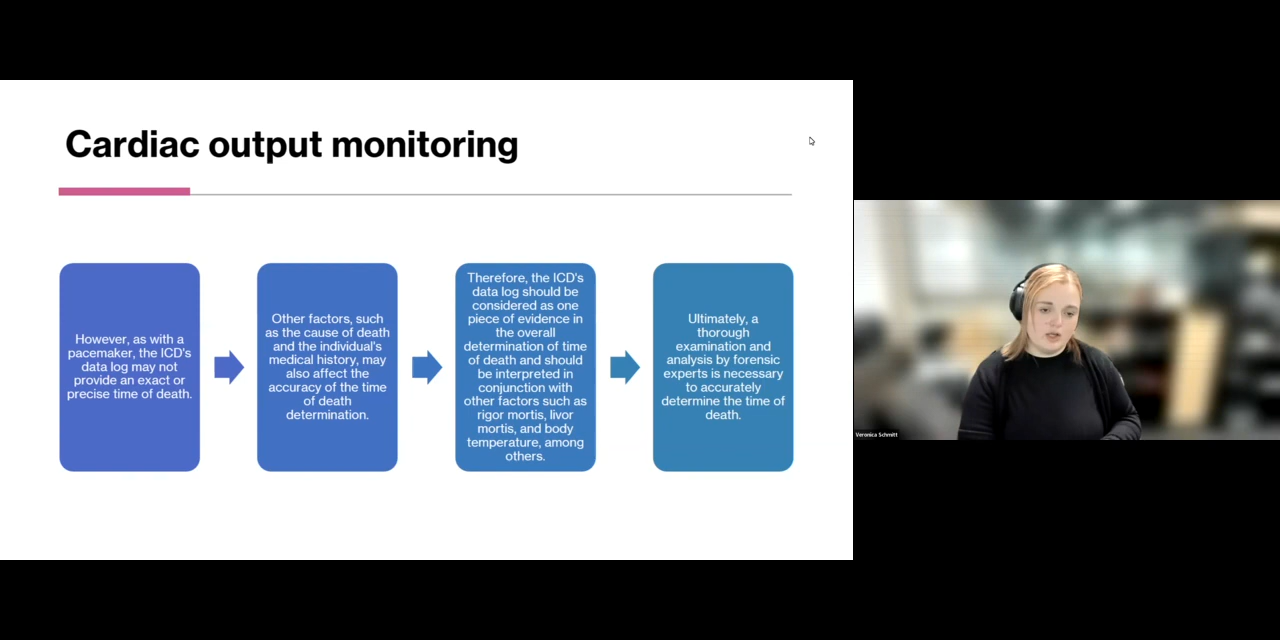 Cardiac output monitoring
However, as with a
pacemaker, the ICD's
data log may not
provide an exact or
precise time of death.
Other factors, such
as the cause of death
and the individual's
medical history, may
also affect the
accuracy of the time
of death
determination.
Therefore, the ICD's
data log should be
considered as one
piece of evidence in
the overall
determination of time
of death and should
be interpreted in
conjunction with
other factors such as
rigor mortis, livor
mortis, and body
temperature, among
others.
Ultimately, a
thorough
examination and
analysis by forensic
experts is necessary
to accurately
determine the time of
death.
Veronica Schmitt